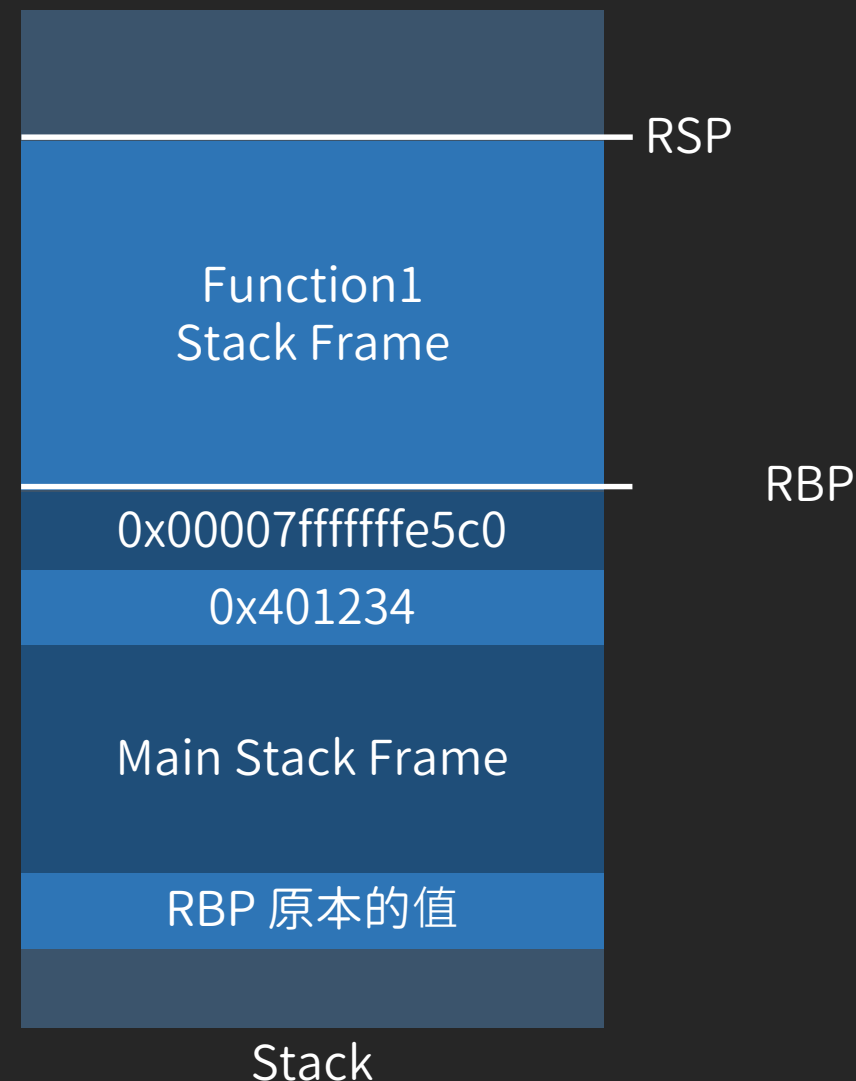 RSP
Function1
Stack Frame
RBP
0x00007fffffffe5c0
0x401234
Main Stack Frame
RBP 原本的值
Stack